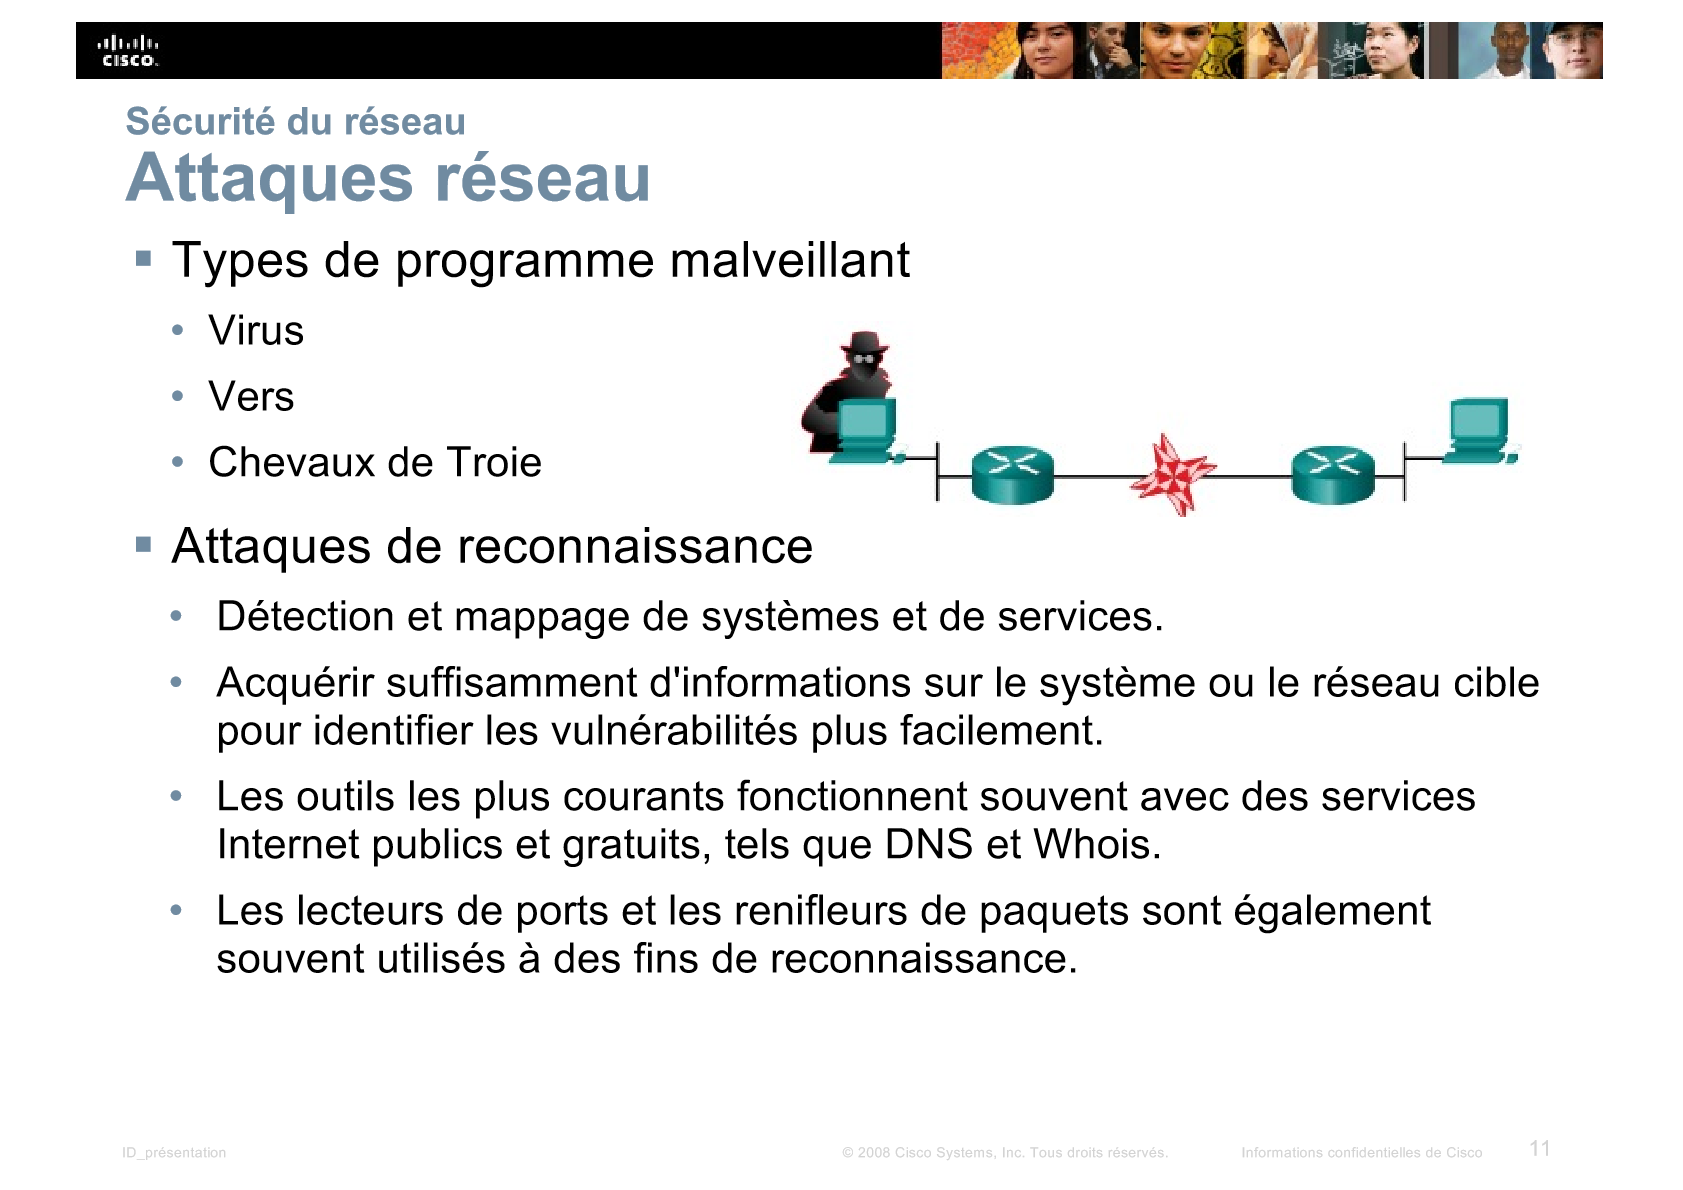 CISCO
Sécurité du réseau
Attaques réseau
Types de programme malveillant
Virus
Vers
Chevaux de Troie
Attaques de reconnaissance
Détection et mappage de systèmes et de services.
Acquérir suffisamment d'informations sur le système ou le réseau cible
pour identifier les vulnérabilités plus facilement.
Les outils les plus courants fonctionnent souvent avec des services
Internet publics et gratuits, tels que DNS et Whois.
Les lecteurs de ports et les renifleurs de paquets sont également
souvent utilisés à des fins de reconnaissance.
ID_présentation © 2008 Cisco Systems, Inc. Tous droits réservés. Informations confidentielles de Cisco 11